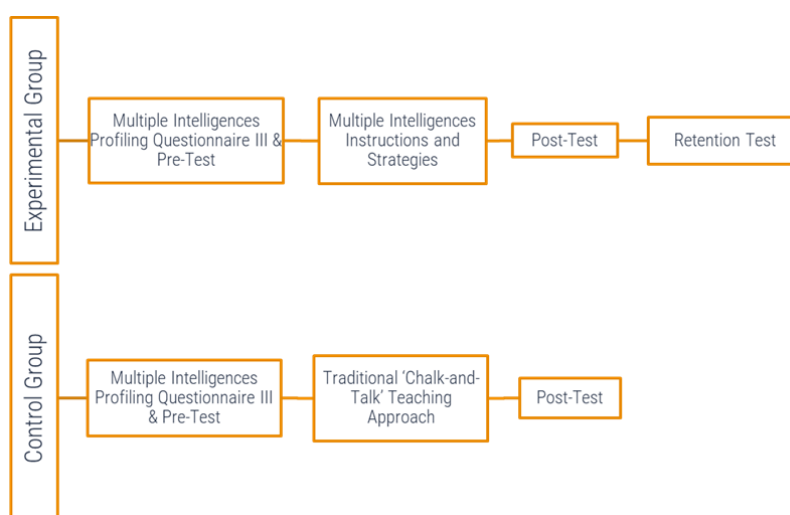 Experimental Group
Multiple Intelligences
Profiling Questionnaire III &
Pre-Test
Multiple Intelligences
Instructions and
Strategies
Post-Test
Retention Test
Control Group
Multiple Intelligences
Profiling Questionnaire III
& Pre-Test
Traditional ‘Chalk-and-
Talk’ Teaching
Approach
Post-Test